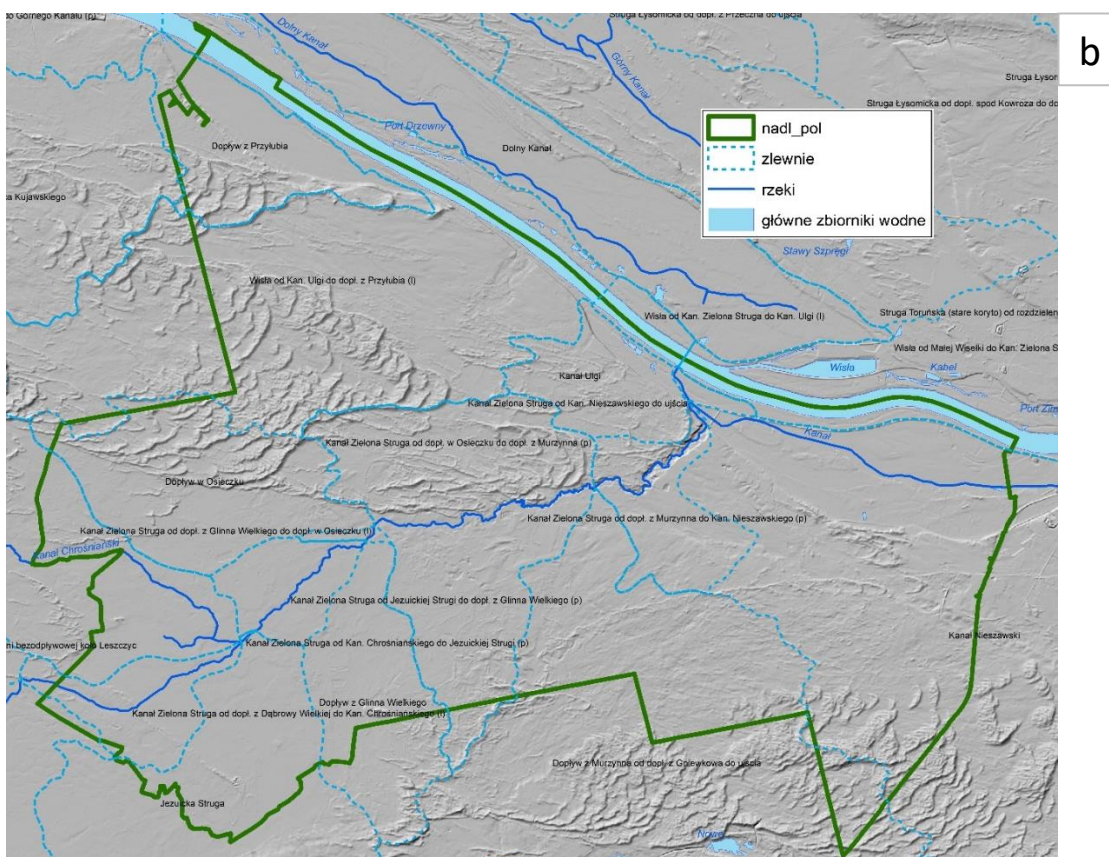 do Górnego Kanału (p)
Dolny Kanał
Struga Łysomicka od dopł. z Przeczna do ujścia
b
Górny Kanał
Struga Łysom
Struga Łysomicka od dopł. spod Kowroza do do
nadl_pol
zlewnie
rzeki
główne zbiorniki wodne
Port Drzewny
Dopływ z Przyłubia
Dolny Kanał
a Kujawskiego
Stawy Szpręgi
Wisła od Kan. Ulgi do dopł. z Przyłubia (l)
Wisła od Kan. Zielona Struga do Kan. Ulgi (l)
Struga Toruńska (stare koryto) od rozdzielen
Wisła od Małej Wisełki do Kan. Zielona S
Kanał Ulgi
Wisła
Kabel
Kanał Zielona Struga od Kan. Nieszawskiego do ujścia
Port Zim
Kanał
Kanał Zielona Struga od dopł. w Osieczku do dopł. z Murzynna (p)
Dopływ w Osieczku
Kanał Zielona Struga od dopł. z Murzynna do Kan. Nieszawskiego (p)
Kanał Zielona Struga od dopł. z Glinna Wielkiego do dopł. w Osieczku (l)
Kanał Chrośniański
Kanał Zielona Struga od Jezuickiej Strugi do dopł. z Glinna Wielkiego (p)
Kanał Nieszawski
Kanał Zielona Struga od Kan. Chrośniańskiego do Jezuickiej Strugi (p)
ni bezodpływowej koło Leszczyc
Dopływ z Glinna Wielkiego
Kanał Zielona Struga od dopł. z Dąbrowy Wielkiej do Kan. Chrośniańskiego (l)
Dopływ z Murzynna od dopł. z Gniewkowa do ujścia
Jezuicka Struga
Nowe